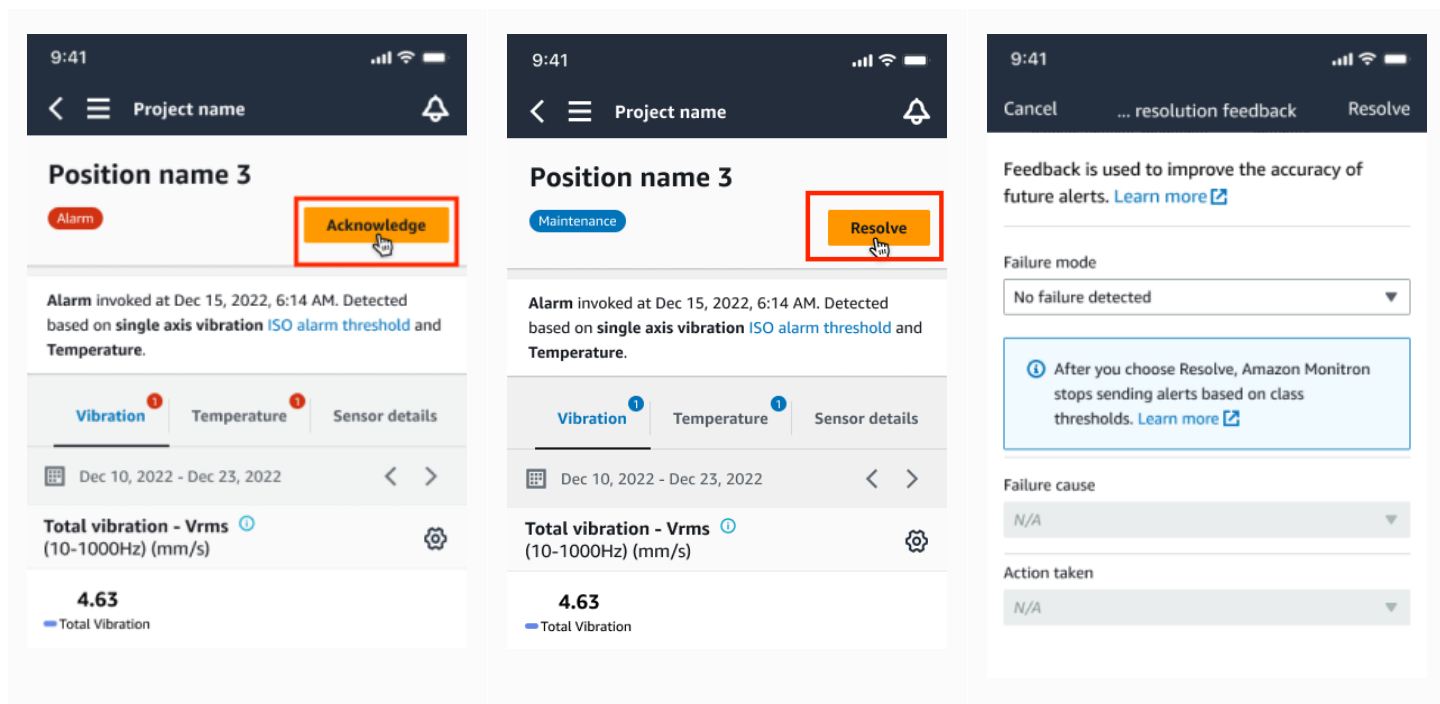 9:41
Project name
Position name 3
Alarm
Acknowledge
Alarm invoked at Dec 15, 2022, 6:14 AM. Detected
based on single axis vibration ISO alarm threshold and
Temperature.
Vibration 1 Temperature 1 Sensor details
Dec 10, 2022 - Dec 23, 2022
Total vibration - Vrms
(10-1000Hz) (mm/s)
4.63
Total Vibration
9:41
Project name
Position name 3
Maintenance
Resolve
Alarm invoked at Dec 15, 2022, 6:14 AM. Detected
based on single axis vibration ISO alarm threshold and
Temperature.
Vibration 1 Temperature 1 Sensor details
Dec 10, 2022 - Dec 23, 2022
Total vibration - Vrms
(10-1000Hz) (mm/s)
4.63
Total Vibration
9:41
Cancel ... resolution feedback Resolve
Feedback is used to improve the accuracy of
future alerts. Learn more
Failure mode
No failure detected
After you choose Resolve, Amazon Monitron
stops sending alerts based on class
thresholds. Learn more
Failure cause
N/A
Action taken
N/A